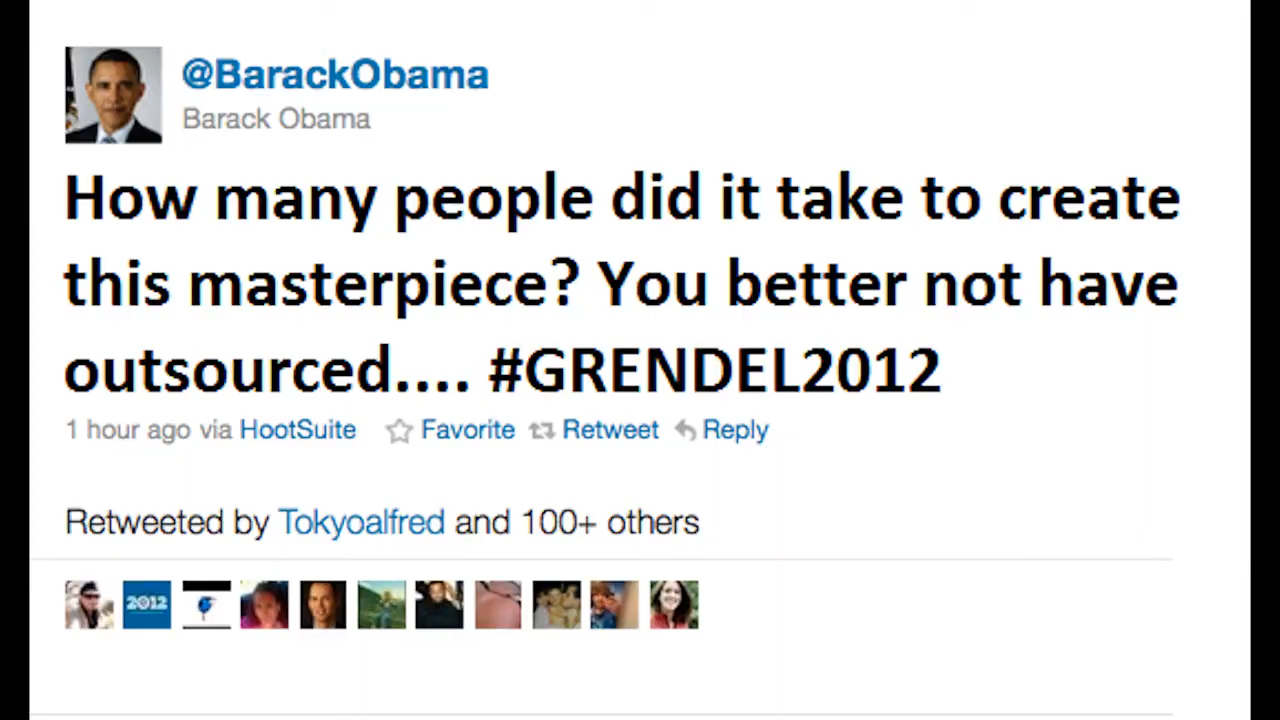 @BarackObama
Barack Obama
How many people did it take to create
this masterpiece? You better not have
outsourced.... #GRENDEL2012
1 hour ago via HootSuite Favorite Retweet Reply
Retweeted by Tokyoalfred and 100+ others
2012